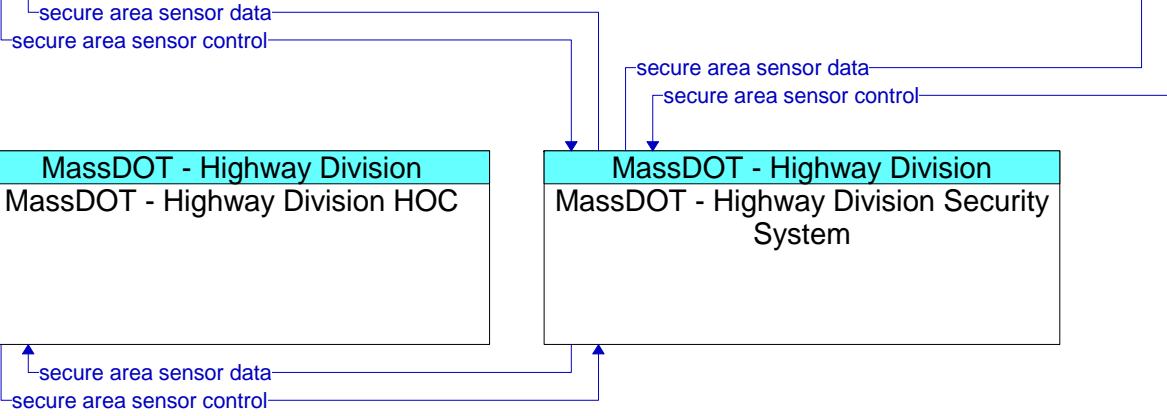 secure area sensor data
secure area sensor control
secure area sensor data
secure area sensor control
MassDOT - Highway Division
MassDOT - Highway Division HOC
MassDOT - Highway Division
MassDOT - Highway Division Security
System
secure area sensor data
secure area sensor control